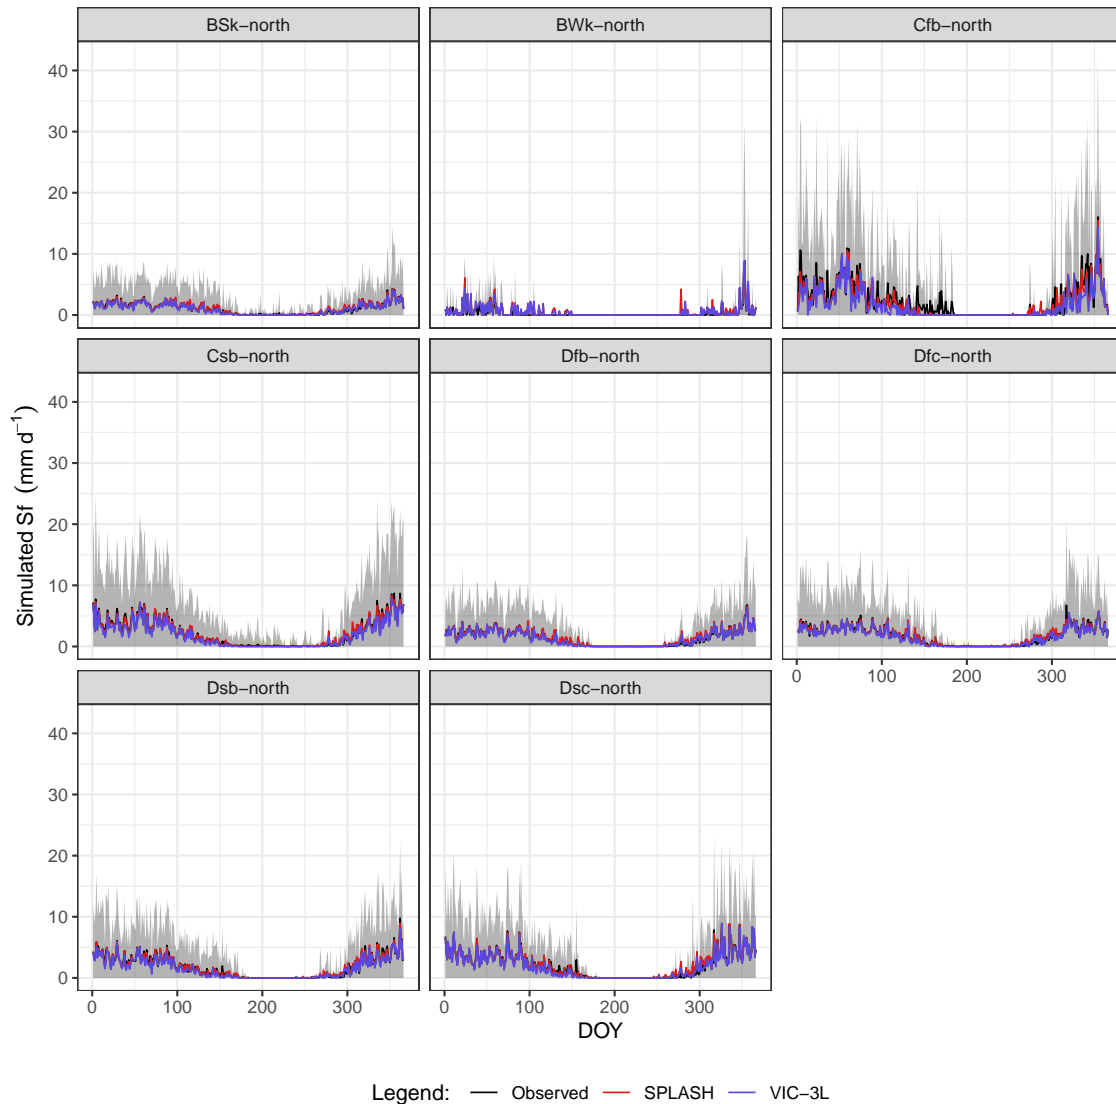 BSk−north BWk−north Cfb−north
40
30
20
10
0
Csb−north Dfb−north Dfc−north
40
30
20
10
0
0 100 200 300
Dsb−north Dsc−north
40
30
20
10
0
0 100 200 300 0 100 200 300
Simulated Sf (mm d⁻¹)
DOY
Legend: Observed SPLASH VIC−3L